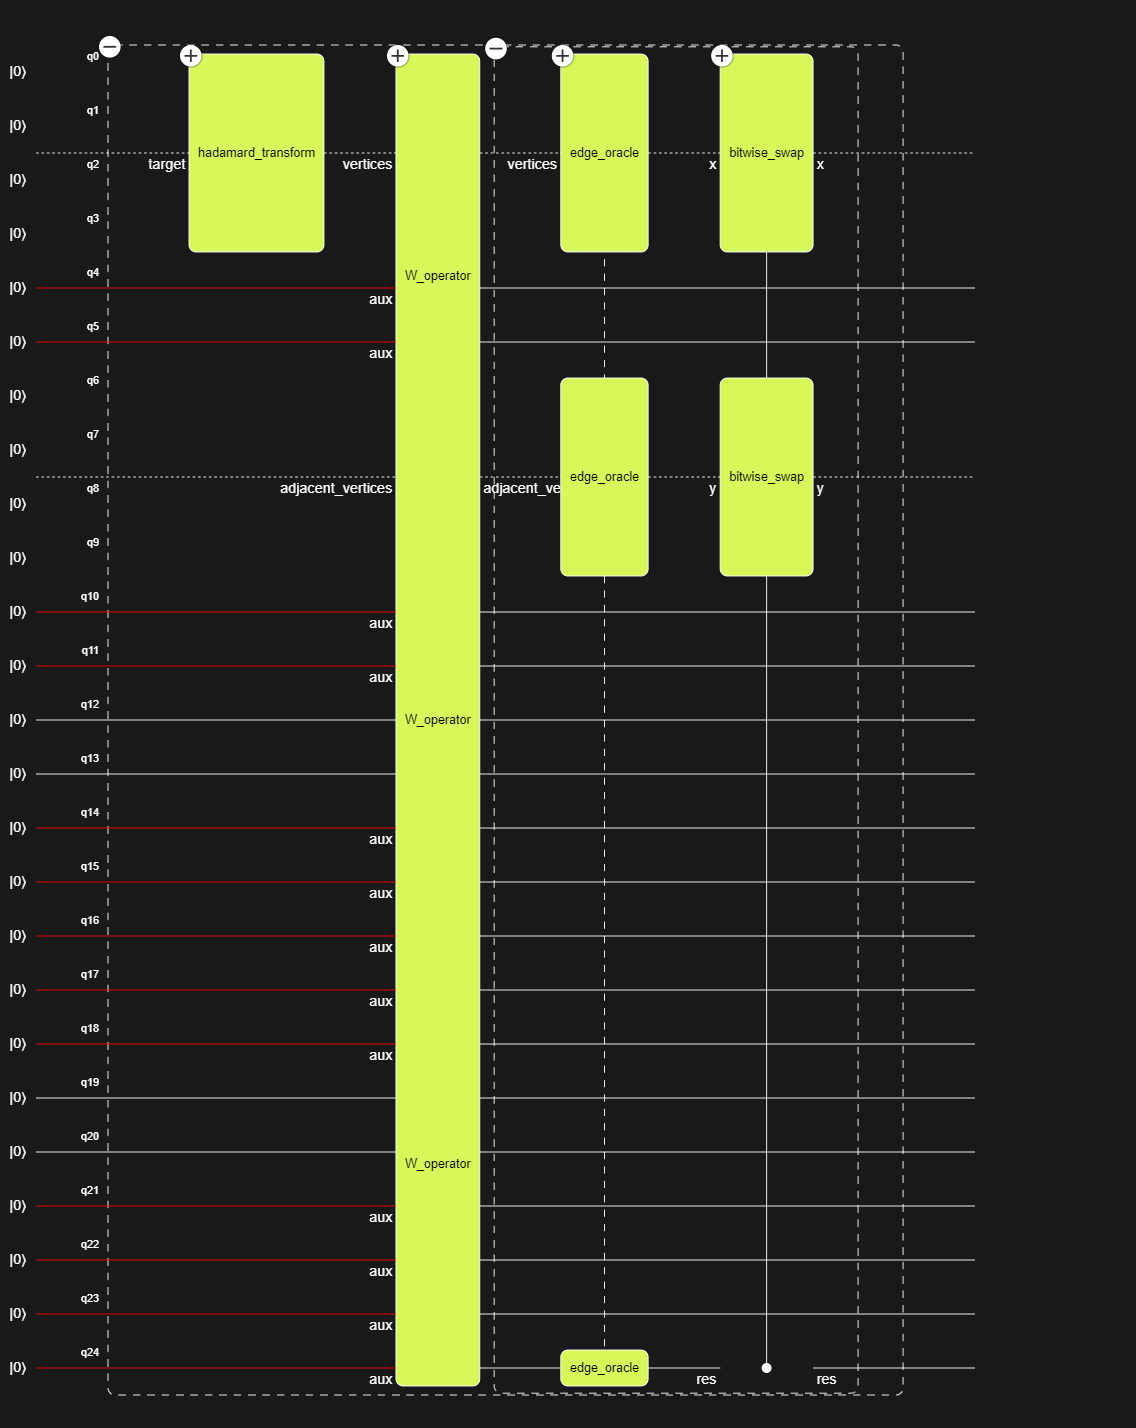 q0
|0⟩
q1
|0⟩
hadamard_transform
edge_oracle
bitwise_swap
q2
target
vertices
vertices
x
x
|0⟩
q3
|0⟩
q4
W_operator
|0⟩
aux
q5
|0⟩
aux
q6
|0⟩
q7
|0⟩
edge_oracle
bitwise_swap
q8
adjacent_vertices
adjacent_ve
y
y
|0⟩
q9
|0⟩
q10
|0⟩
aux
q11
|0⟩
aux
q12
|0⟩
W_operator
q13
|0⟩
q14
|0⟩
aux
q15
|0⟩
aux
q16
|0⟩
aux
q17
|0⟩
aux
q18
|0⟩
aux
q19
|0⟩
q20
|0⟩
W_operator
q21
|0⟩
aux
q22
|0⟩
aux
q23
|0⟩
aux
q24
|0⟩
edge_oracle
aux
res
res